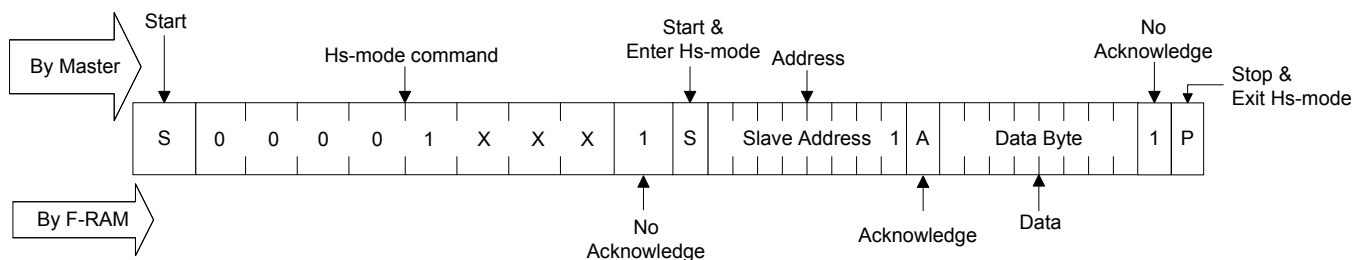 Start
Start &
Enter Hs-mode
No
Acknowledge
By Master
Hs-mode command
Address
Stop &
Exit Hs-mode
S 0 0 0 0 1 X X X 1 S Slave Address 1 A Data Byte 1 P
By F-RAM
No
Acknowledge
Acknowledge
Data